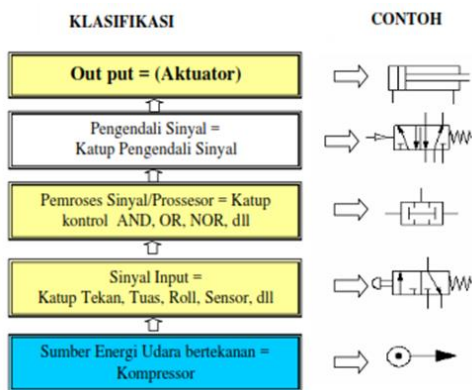 KLASIFIKASI
CONTOH
Out put = (Aktuator)
Pengendali Sinyal =
Katup Pengendali Sinyal
Pemroses Sinyal/Prossesor = Katup
kontrol AND, OR, NOR, dll
Sinyal Input =
Katup Tekan, Tuas, Roll, Sensor, dll
Sumber Energi Udara bertekanan =
Kompressor